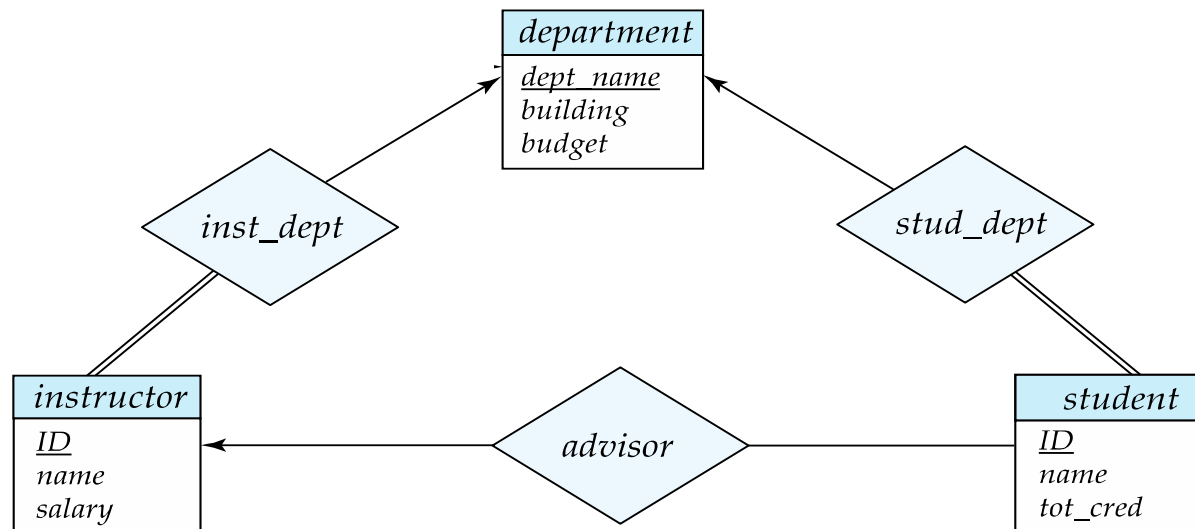 department
dept_name
building
budget
inst_dept
stud_dept
instructor
ID
name
salary
advisor
student
ID
name
tot_cred